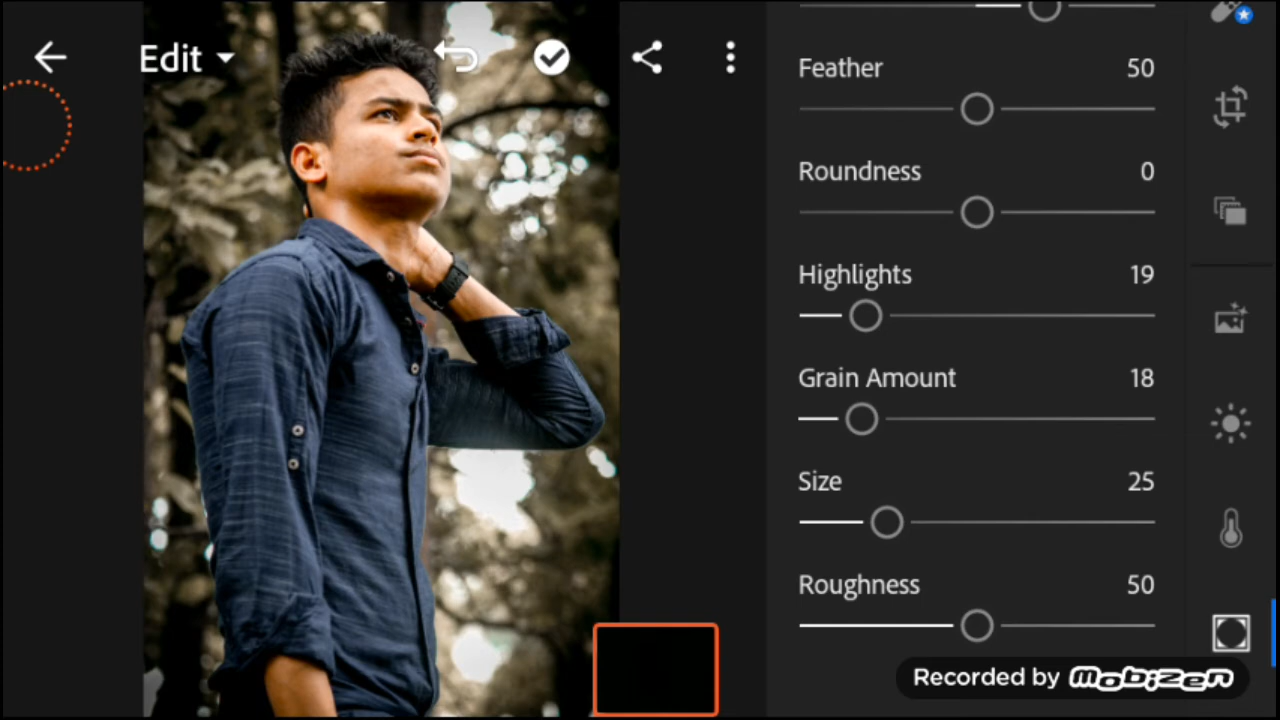 Edit
Feather 50
Roundness 0
Highlights 19
Grain Amount 18
Size 25
Roughness 50
Recorded by mobizen